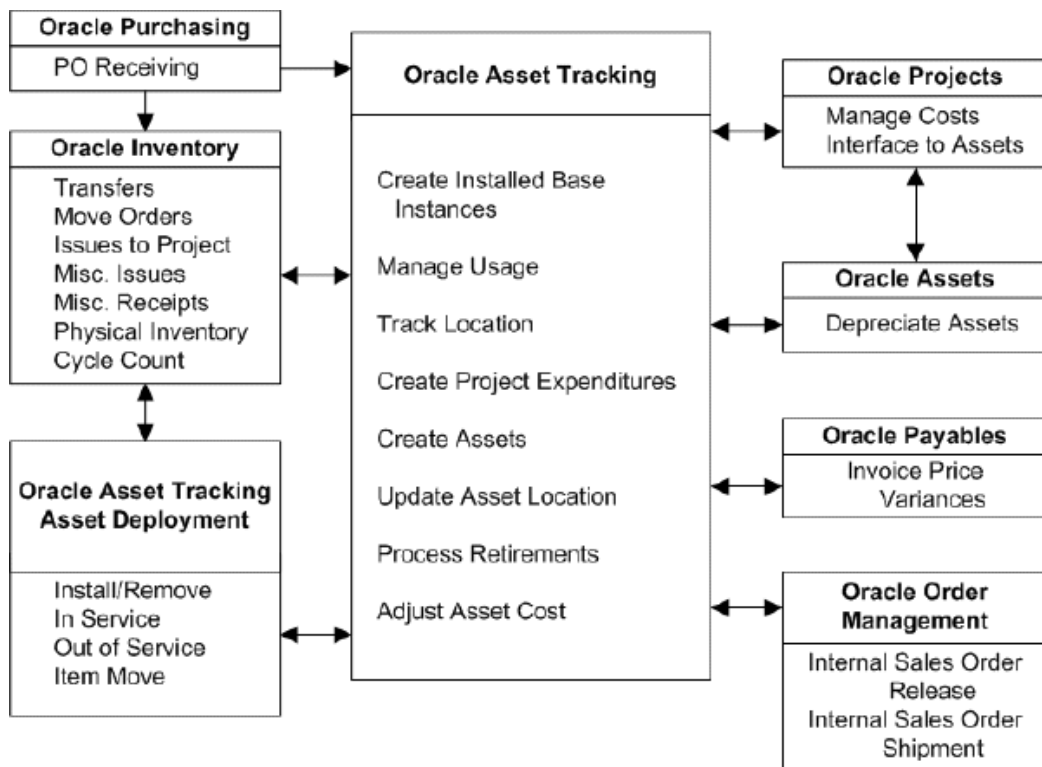 Oracle Purchasing
PO Receiving
Oracle Inventory
Transfers
Move Orders
Issues to Project
Misc. Issues
Misc. Receipts
Physical Inventory
Cycle Count
Oracle Asset Tracking
Asset Deployment
Install/Remove
In Service
Out of Service
Item Move
Oracle Asset Tracking
Create Installed Base
Instances
Manage Usage
Track Location
Create Project Expenditures
Create Assets
Update Asset Location
Process Retirements
Adjust Asset Cost
Oracle Projects
Manage Costs
Interface to Assets
Oracle Assets
Depreciate Assets
Oracle Payables
Invoice Price
Variances
Oracle Order
Management
Internal Sales Order
Release
Internal Sales Order
Shipment